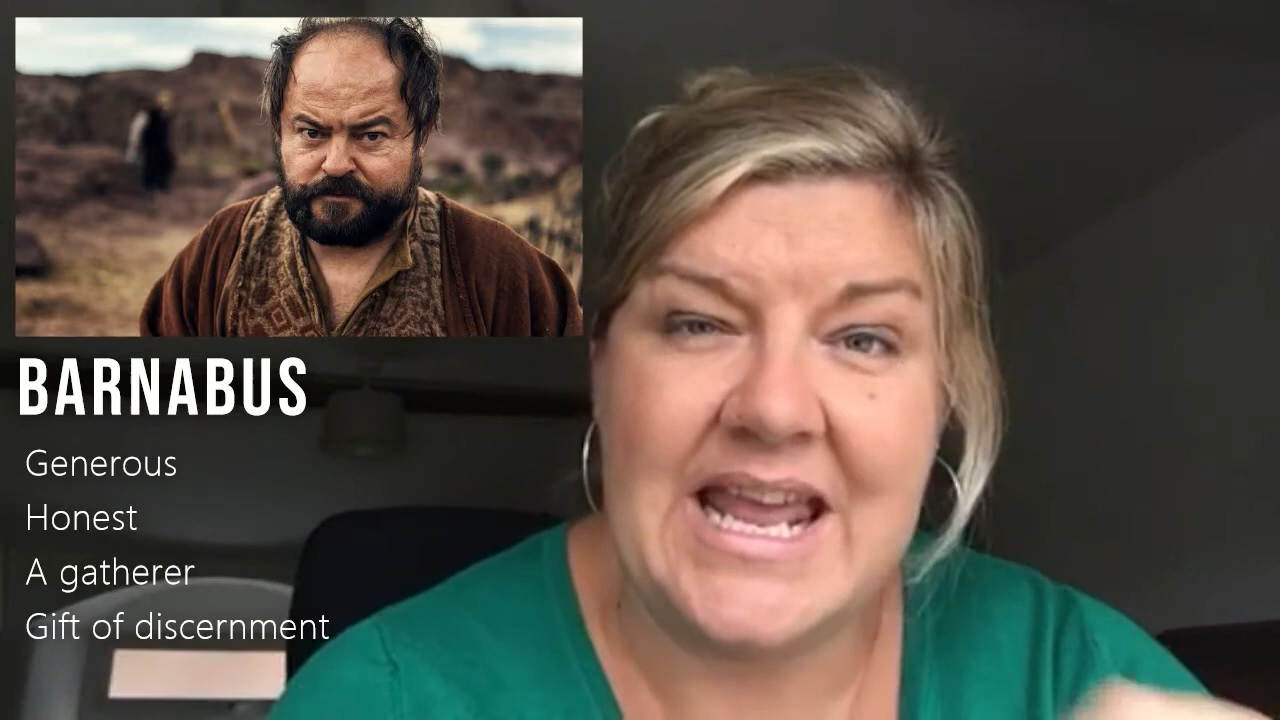 BARNABUS
Generous
Honest
A gatherer
Gift of discernment